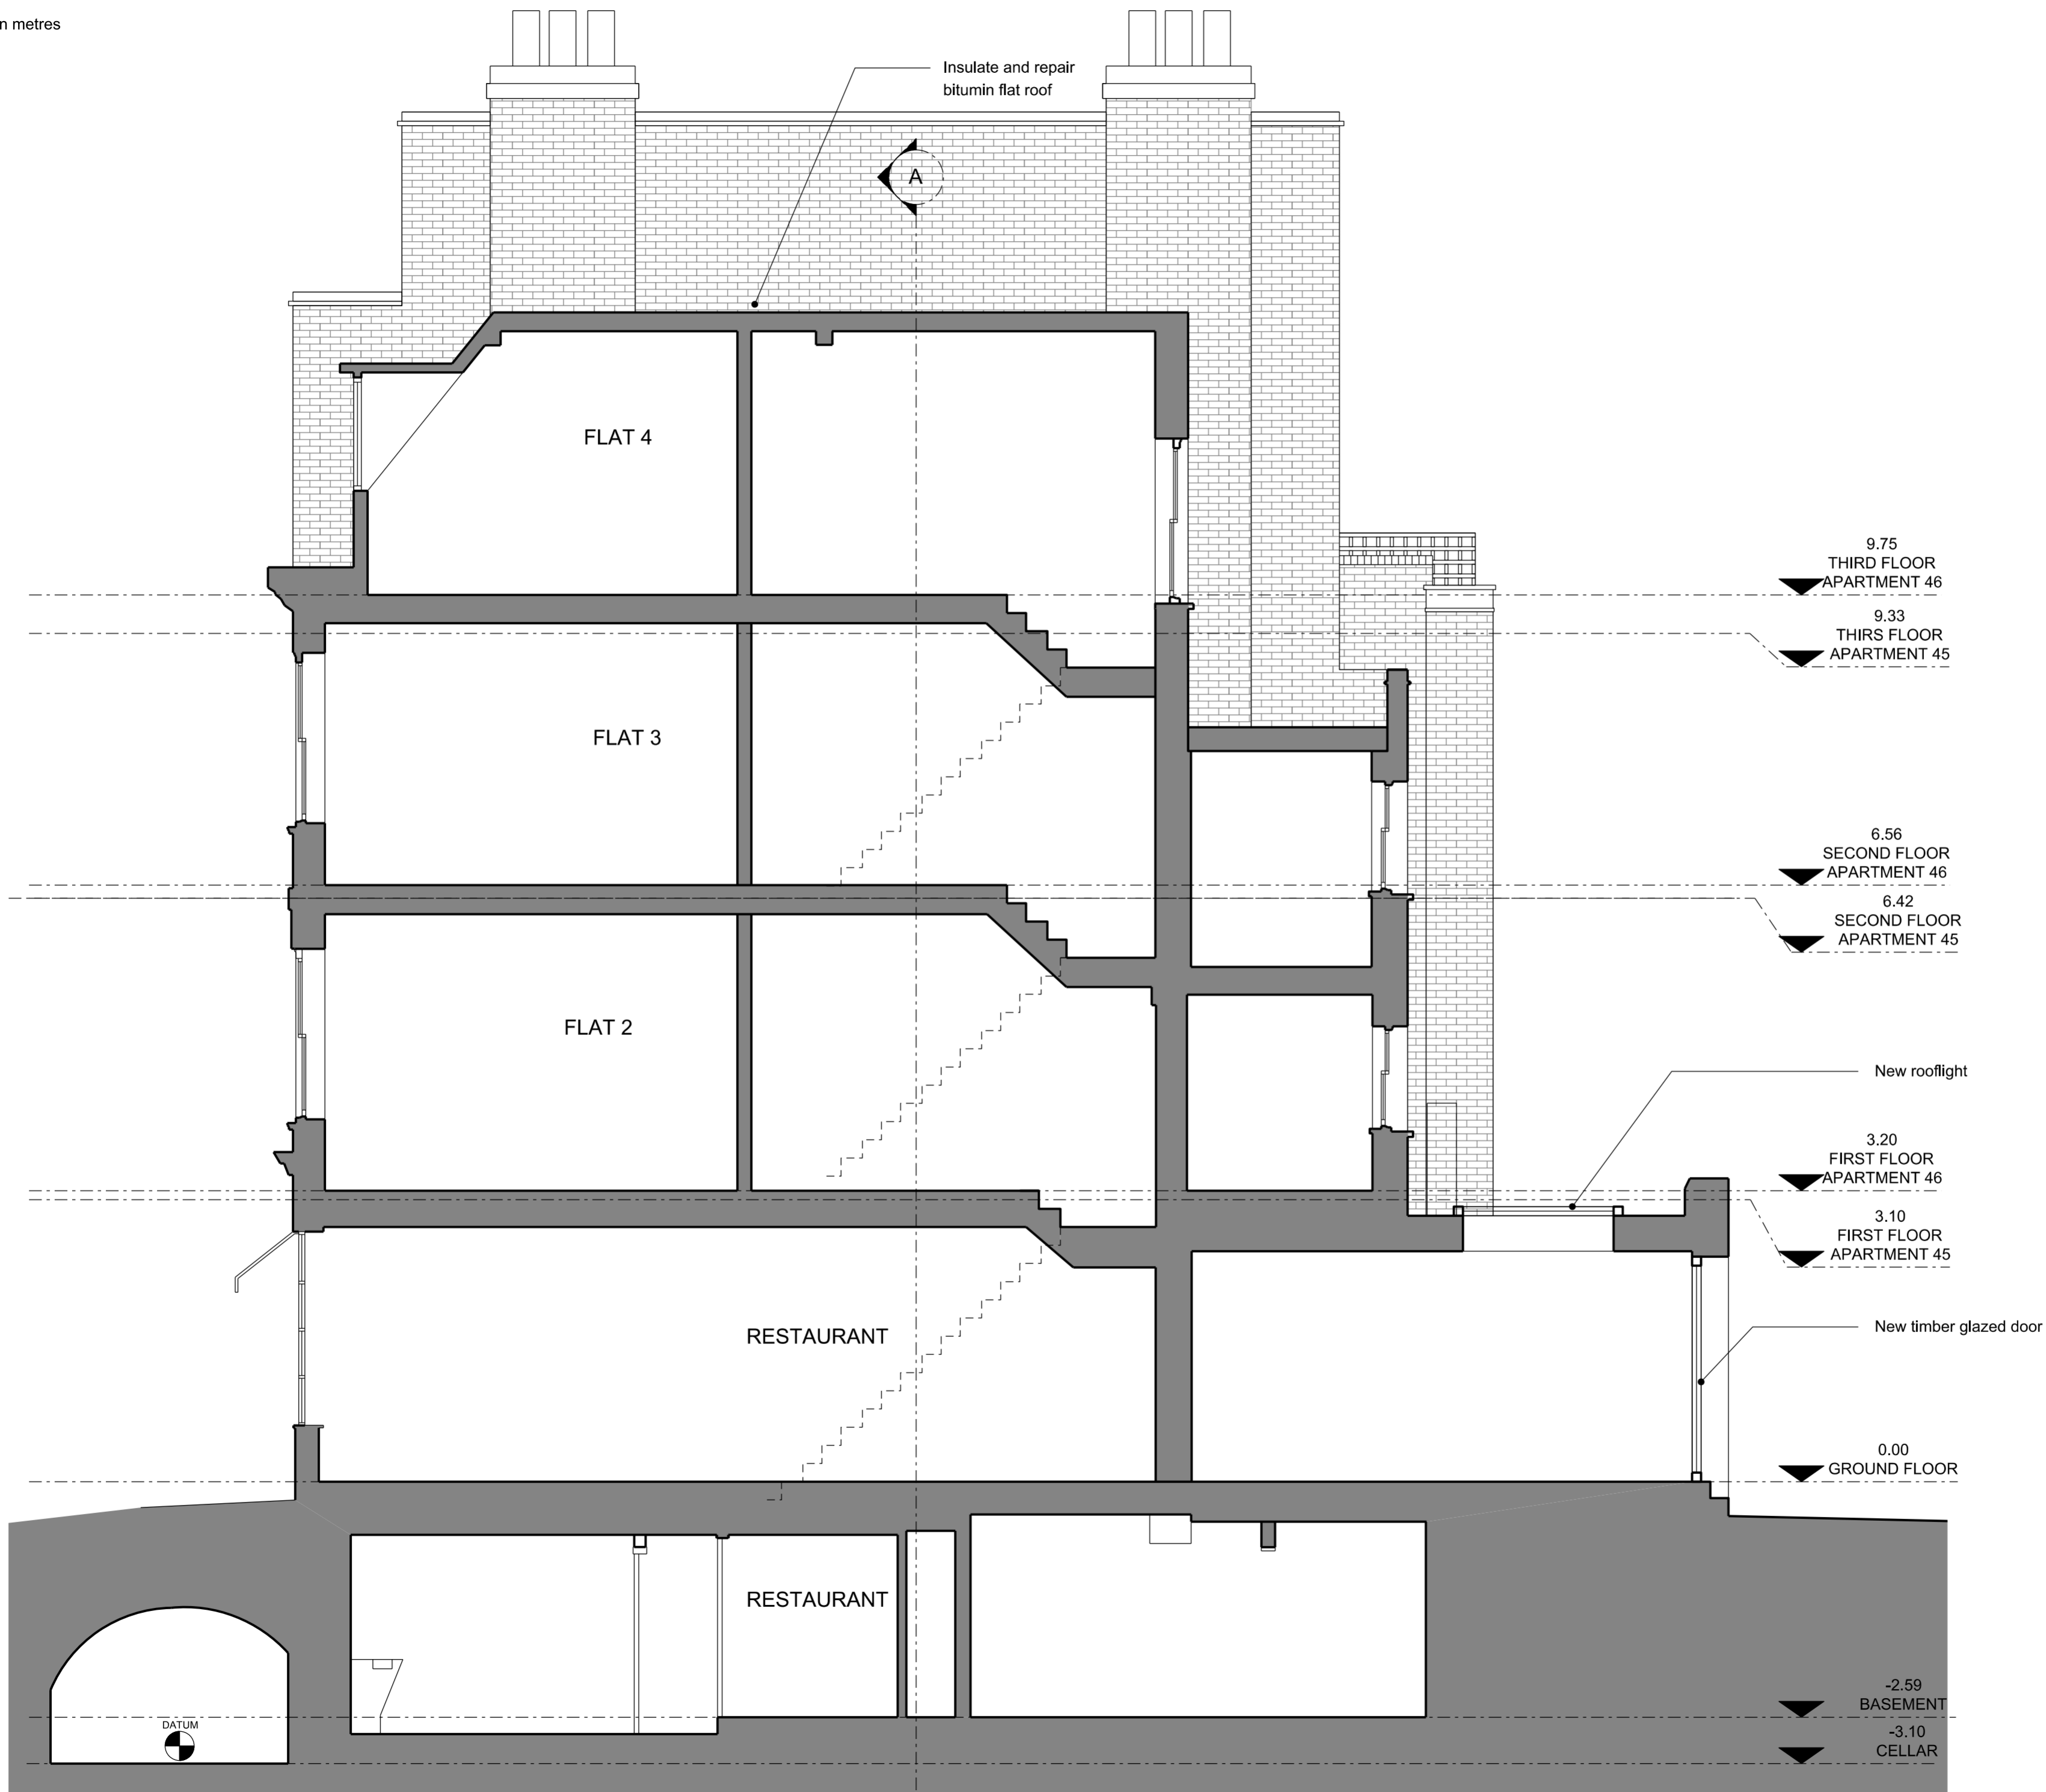 n metres
Insulate and repair
bitumin flat roof
A
FLAT 4
9.75
THIRD FLOOR
APARTMENT 46
9.33
THIRS FLOOR
APARTMENT 45
FLAT 3
6.56
SECOND FLOOR
APARTMENT 46
6.42
SECOND FLOOR
APARTMENT 45
FLAT 2
New rooflight
3.20
FIRST FLOOR
APARTMENT 46
3.10
FIRST FLOOR
APARTMENT 45
RESTAURANT
New timber glazed door
0.00
GROUND FLOOR
RESTAURANT
-2.59
BASEMENT
DATUM
-3.10
CELLAR